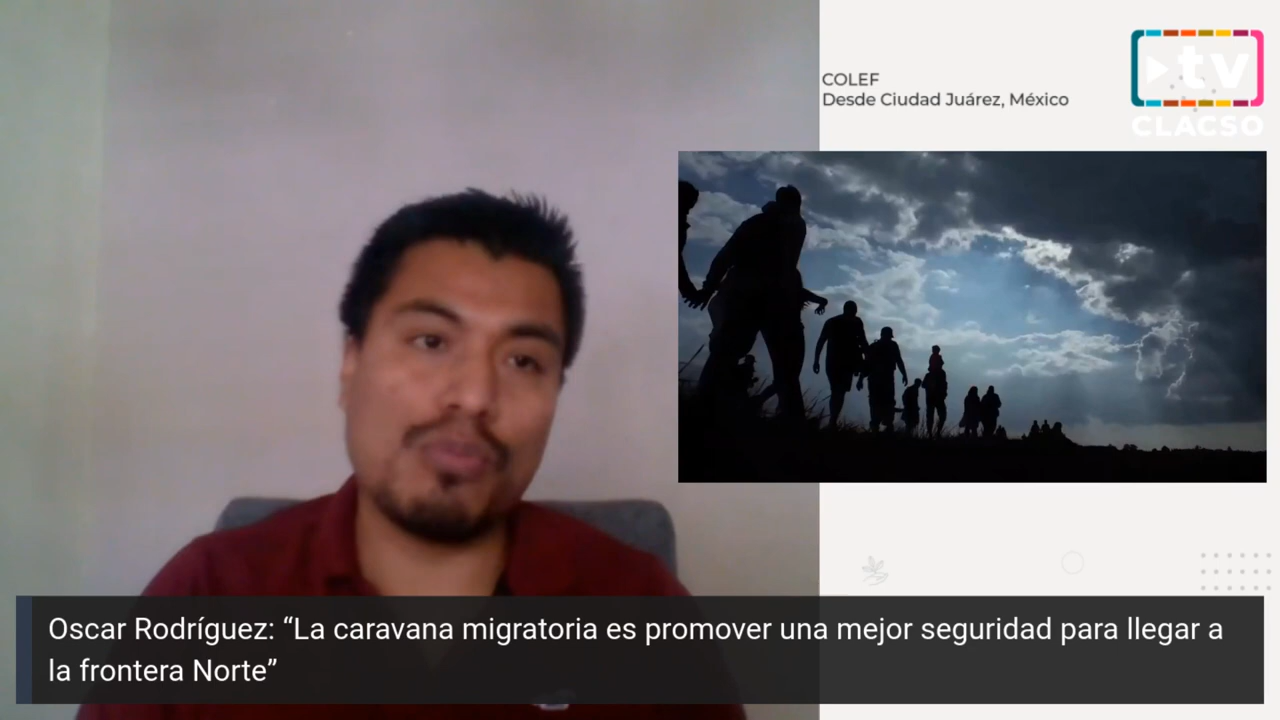 COLEF
Desde Ciudad Juárez, México
tv
CLACSO
Oscar Rodríguez: “La caravana migratoria es promover una mejor seguridad para llegar a
la frontera Norte”